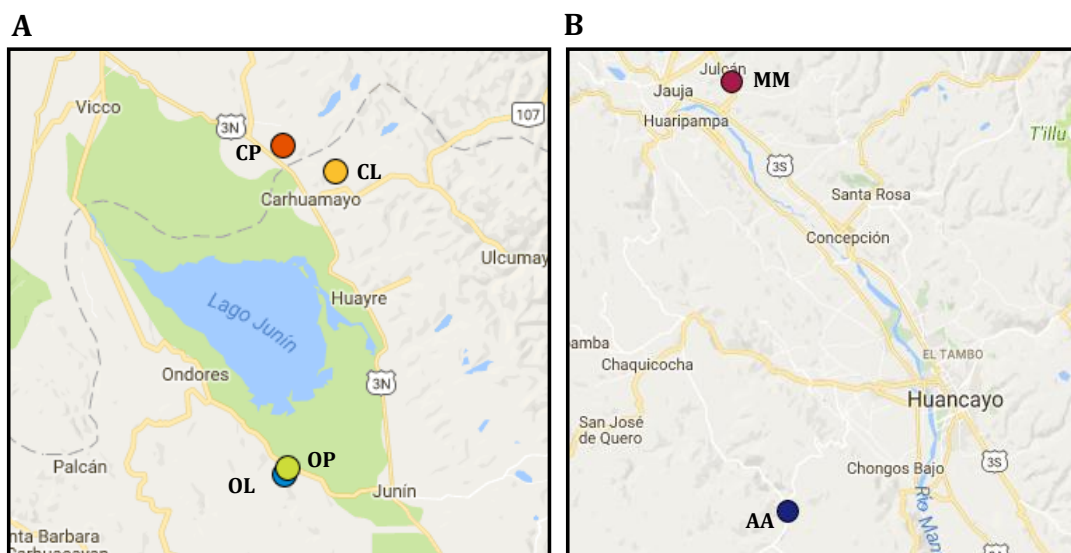 A
Vicco
3N
107
CP
CL
Carhuamayo
Ulcumay
Huayre
Lago Junín
Ondores
3N
OP
Palcán
OL
Junín
nta Barbara
B
Julcán
MM
Jauja
Huaripampa
T'illu
3S
Santa Rosa
Concepción
amba
EL TAMBO
Chaquicocha
Huancayo
San José
de Quero
3S
Chongos Bajo
Río Man
AA